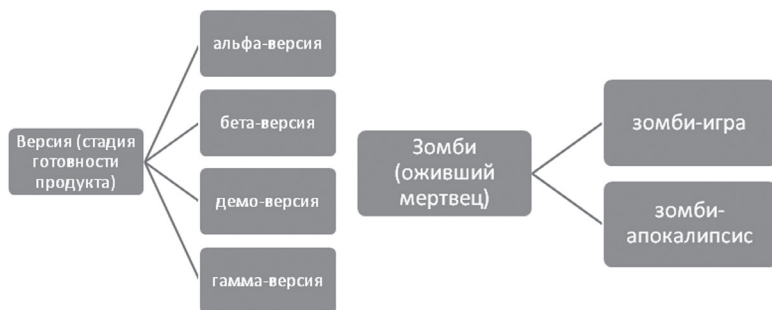 Версия (стадия
готовности
продукта)
альфа-версия
бета-версия
демо-версия
гамма-версия
Зомби
(оживший
мертвец)
зомби-игра
зомби-
апокалипсис